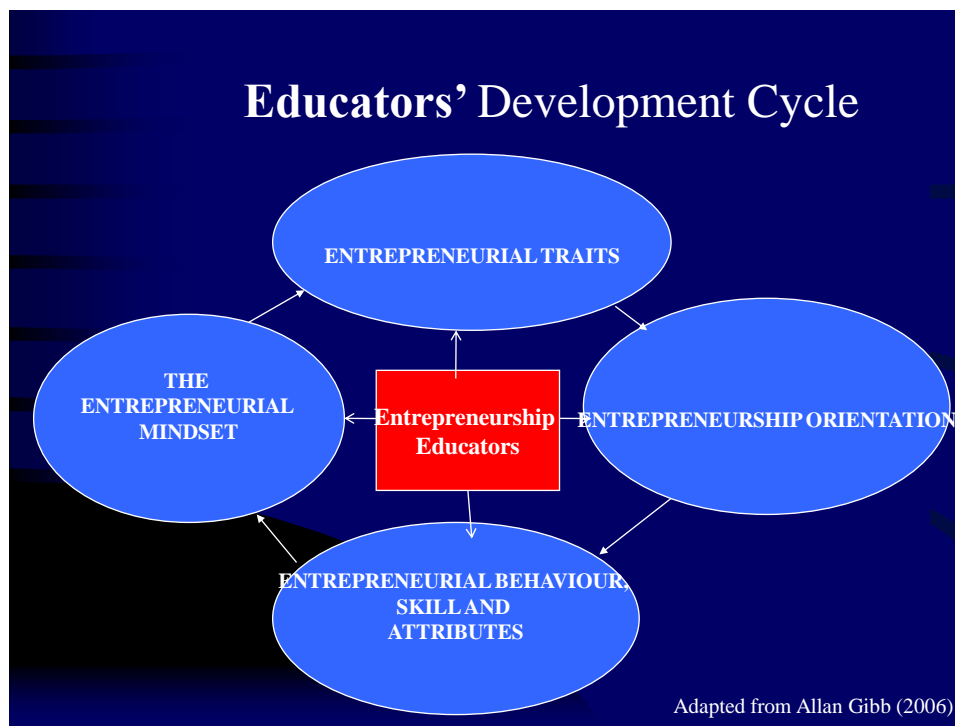 Educators’ Development Cycle
ENTREPRENEURIAL TRAITS
THE
ENTREPRENEURIAL
MINDSET
Entrepreneurship
Educators
ENTREPRENEURSHIP ORIENTATION
ENTREPRENEURIAL BEHAVIOUR,
SKILL AND
ATTRIBUTES
Adapted from Allan Gibb (2006)